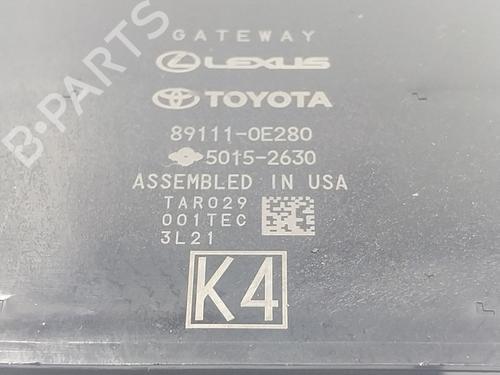 GATEWAY
LEXUS
TOYOTA
89111-0E280
5015-2630
ASSEMBLED IN USA
TAR029
001TEC
3L21
K4
B-PARTS